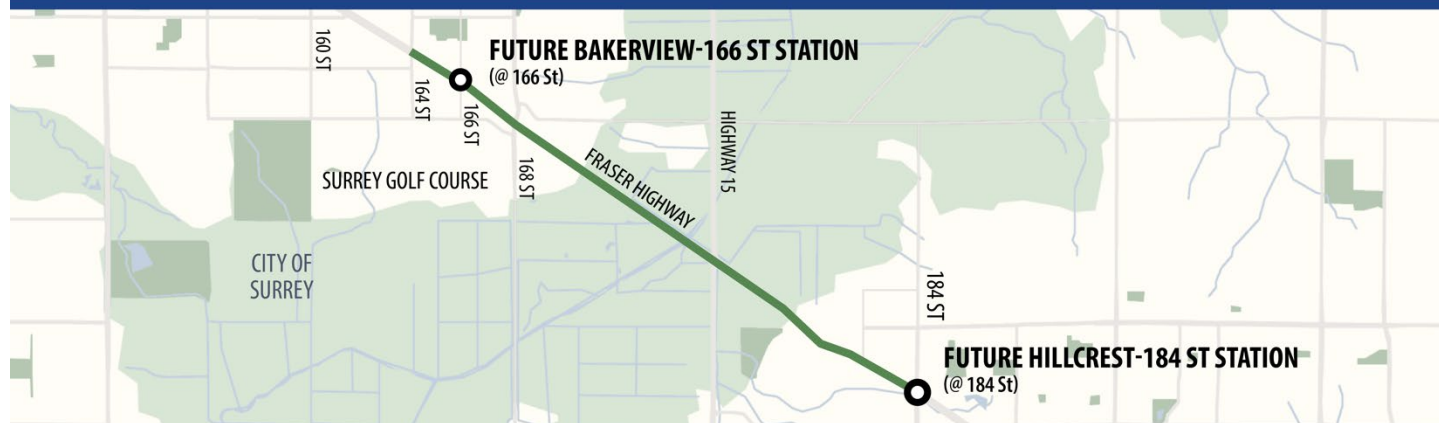 160 ST
FUTURE BAKERVIEW-166 ST STATION
(@ 166 St)
164 ST
166 ST
HIGHWAY 15
FRASER HIGHWAY
SURREY GOLF COURSE
168 ST
CITY OF
SURREY
184 ST
FUTURE HILLCREST-184 ST STATION
(@ 184 St)